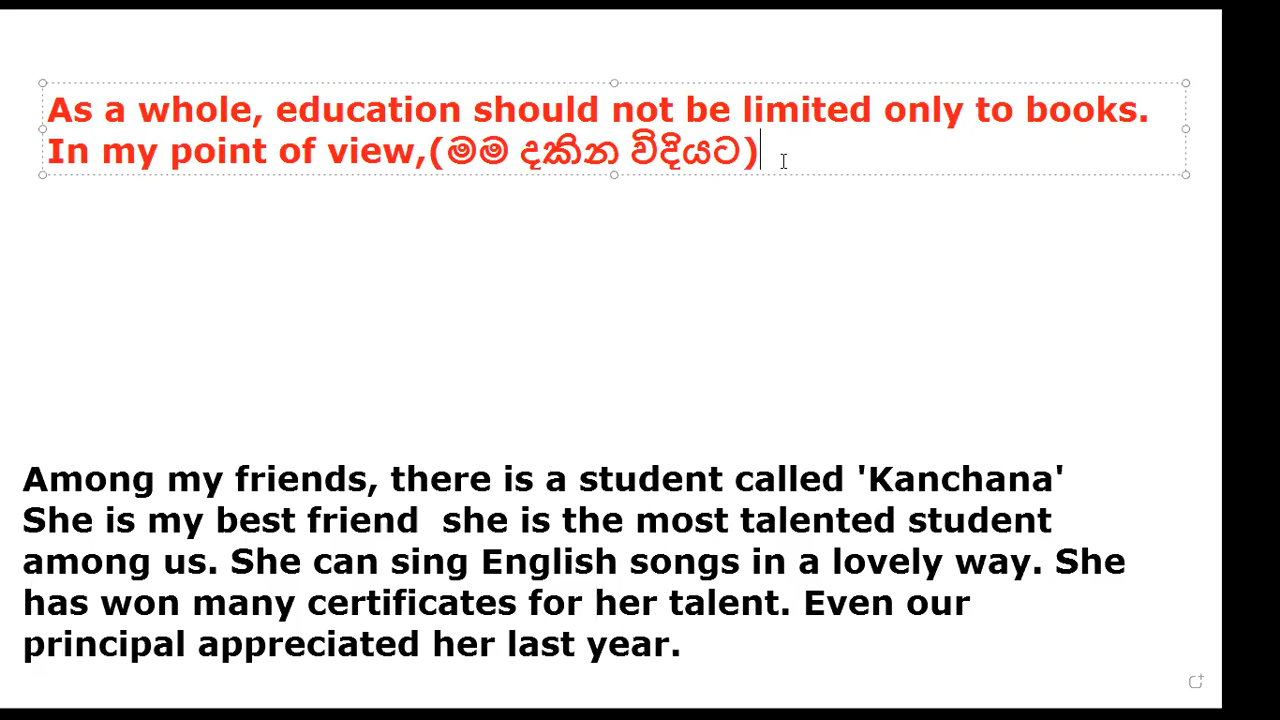 As a whole, education should not be limited only to books.
In my point of view,(මම දකින විදියට)
Among my friends, there is a student called 'Kanchana'
She is my best friend  she is the most talented student
among us. She can sing English songs in a lovely way. She
has won many certificates for her talent. Even our
principal appreciated her last year.